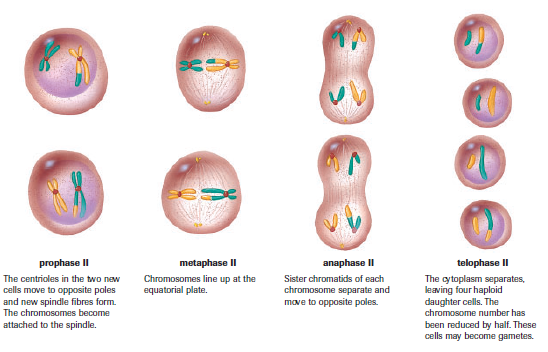 prophase II
The centrioles in the two new
cells move to opposite poles
and new spindle fibres form.
The chromosomes become
attached to the spindle.
metaphase II
Chromosomes line up at the
equatorial plate.
anaphase II
Sister chromatids of each
chromosome separate and
move to opposite poles.
telophase II
The cytoplasm separates,
leaving four haploid
daughter cells. The
chromosome number has
been reduced by half. These
cells may become gametes.